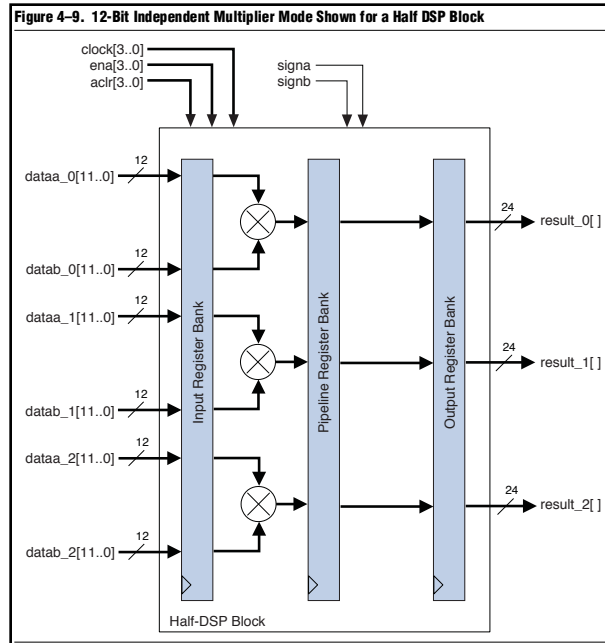 Figure 4–9. 12-Bit Independent Multiplier Mode Shown for a Half DSP Block
clock[3..0]
ena[3..0]
aclr[3..0]
signa
signb
12
dataa_0[11..0]
24
result_0[ ]
12
datab_0[11..0]
12
dataa_1[11..0]
24
result_1[ ]
12
datab_1[11..0]
12
dataa_2[11..0]
24
result_2[ ]
12
datab_2[11..0]
Input Register Bank
Pipeline Register Bank
Output Register Bank
Half-DSP Block